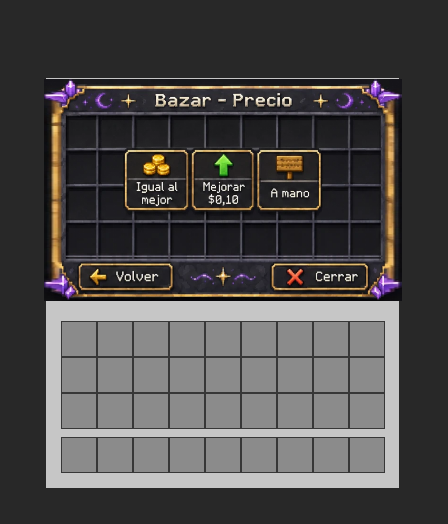 Bazar - Precio
Igual al
mejor
Mejorar
$0,10
A mano
Volver
Cerrar